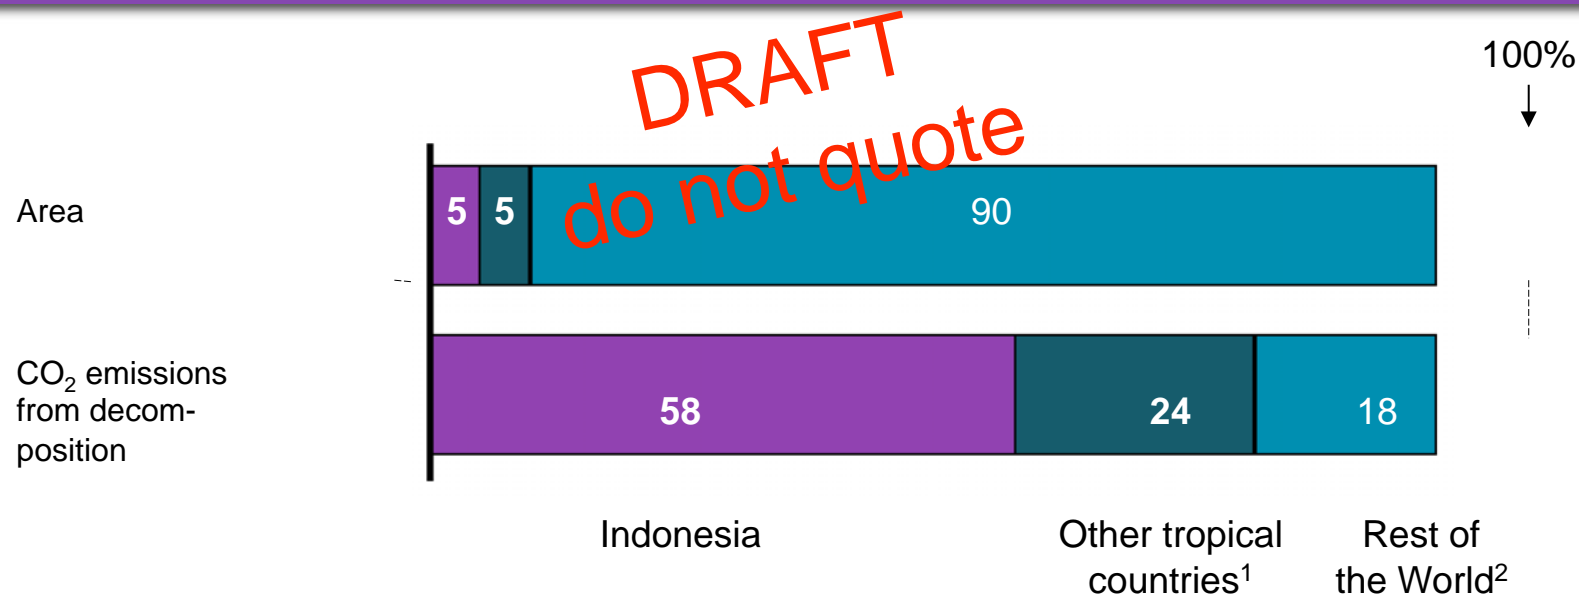 DRAFT
do not quote
100%
Area
5 5 90
CO₂ emissions
from decom-
position
58 24 18
Indonesia
Other tropical
countries¹
Rest of
the World²